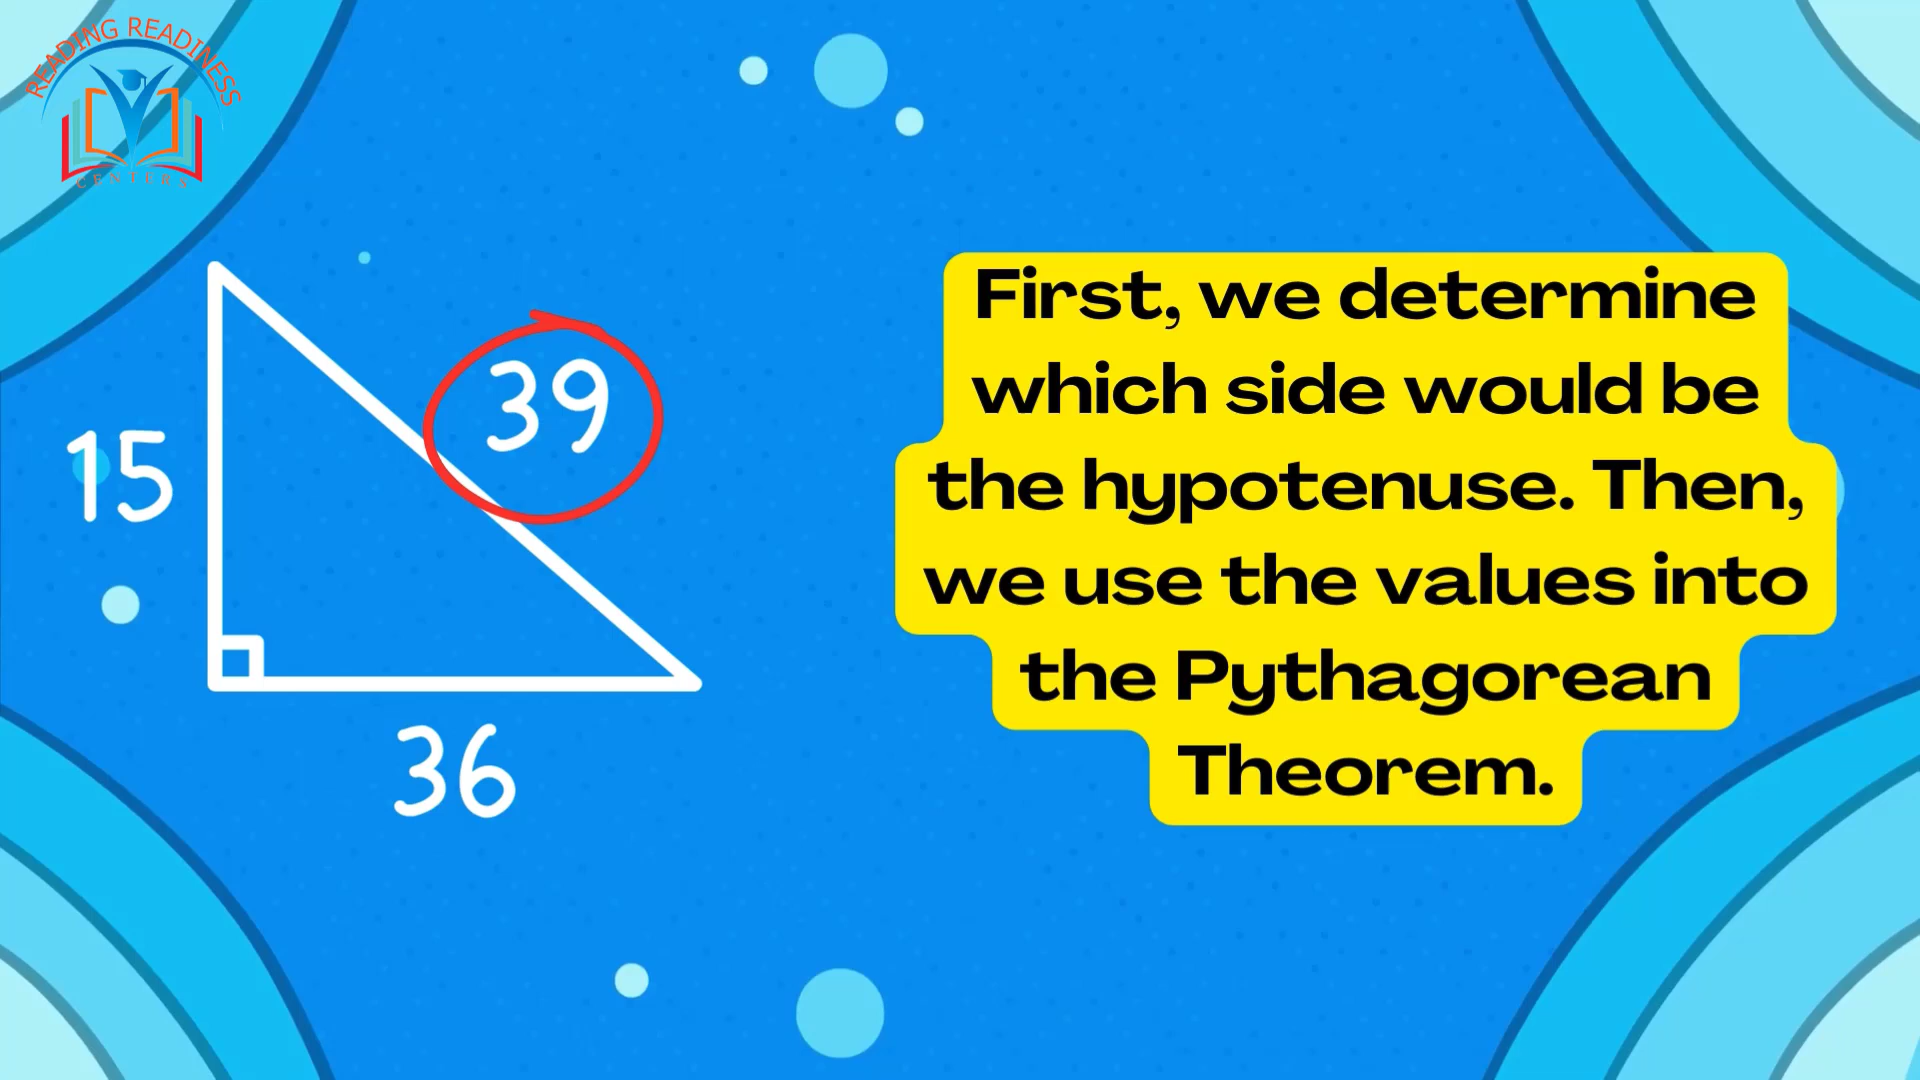 READING READINESS
CENTERS
15
39
36
First, we determine
which side would be
the hypotenuse. Then,
we use the values into
the Pythagorean
Theorem.